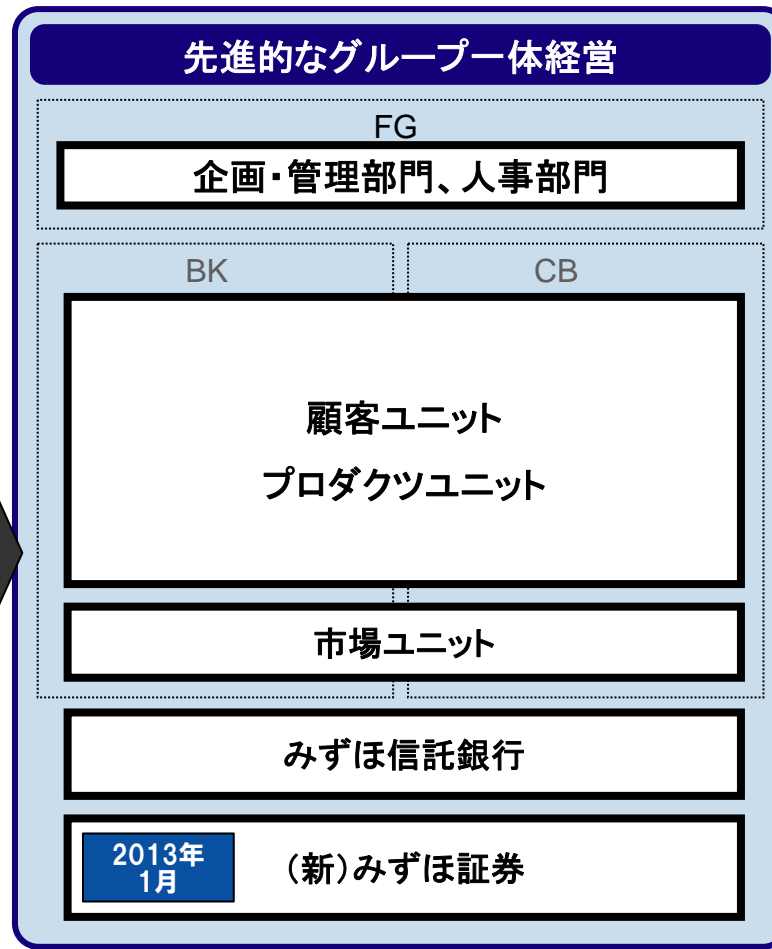 先進的なグループ一体経営
FG
企画・管理部門、人事部門
BK
CB
顧客ユニット
プロダクツユニット
市場ユニット
みずほ信託銀行
2013年
1月
（新）みずほ証券